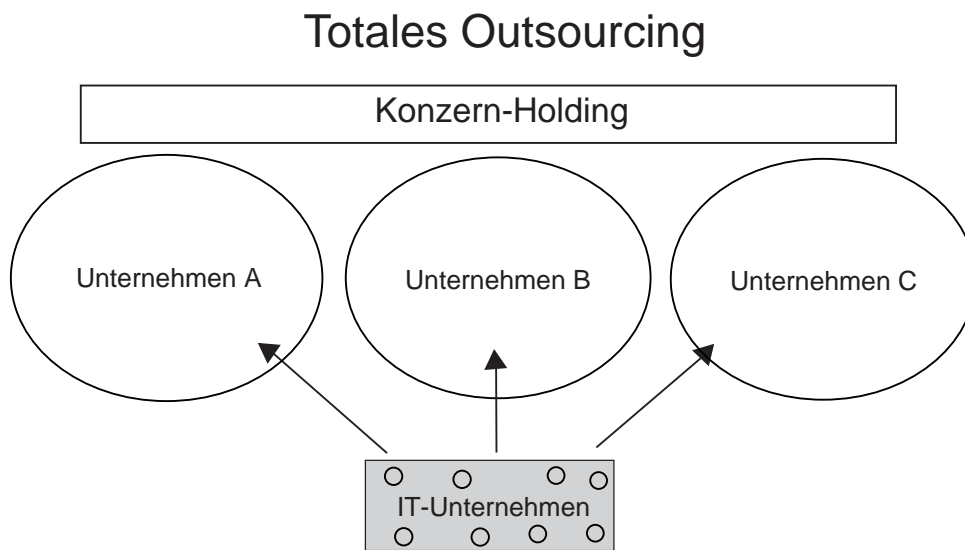 Totales Outsourcing
Konzern-Holding
Unternehmen A
Unternehmen B
Unternehmen C
IT-Unternehmen